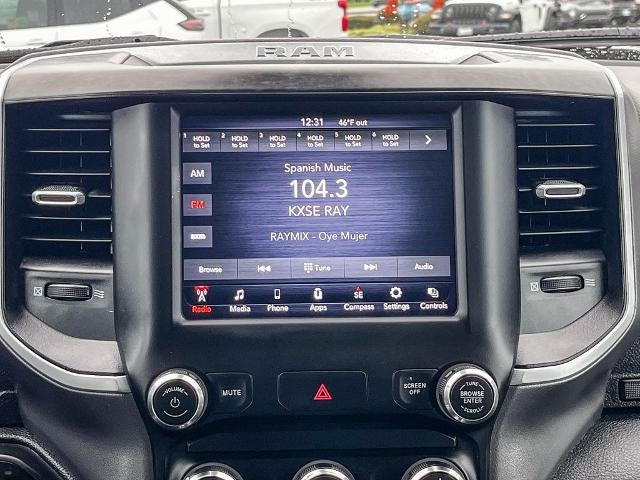 RAM
12:31 46°F out
1 HOLD to Set 2 HOLD to Set 3 HOLD to Set 4 HOLD to Set 5 HOLD to Set 6 HOLD to Set
AM
Spanish Music
FM
104.3
KXSE RAY
RAYMIX - Oye Mujer
Browse Tune Audio
SE
Radio Media Phone Apps Compass Settings Controls
VOLUME
MUTE
SCREEN OFF
TUNE
BROWSE
ENTER
SCROLL